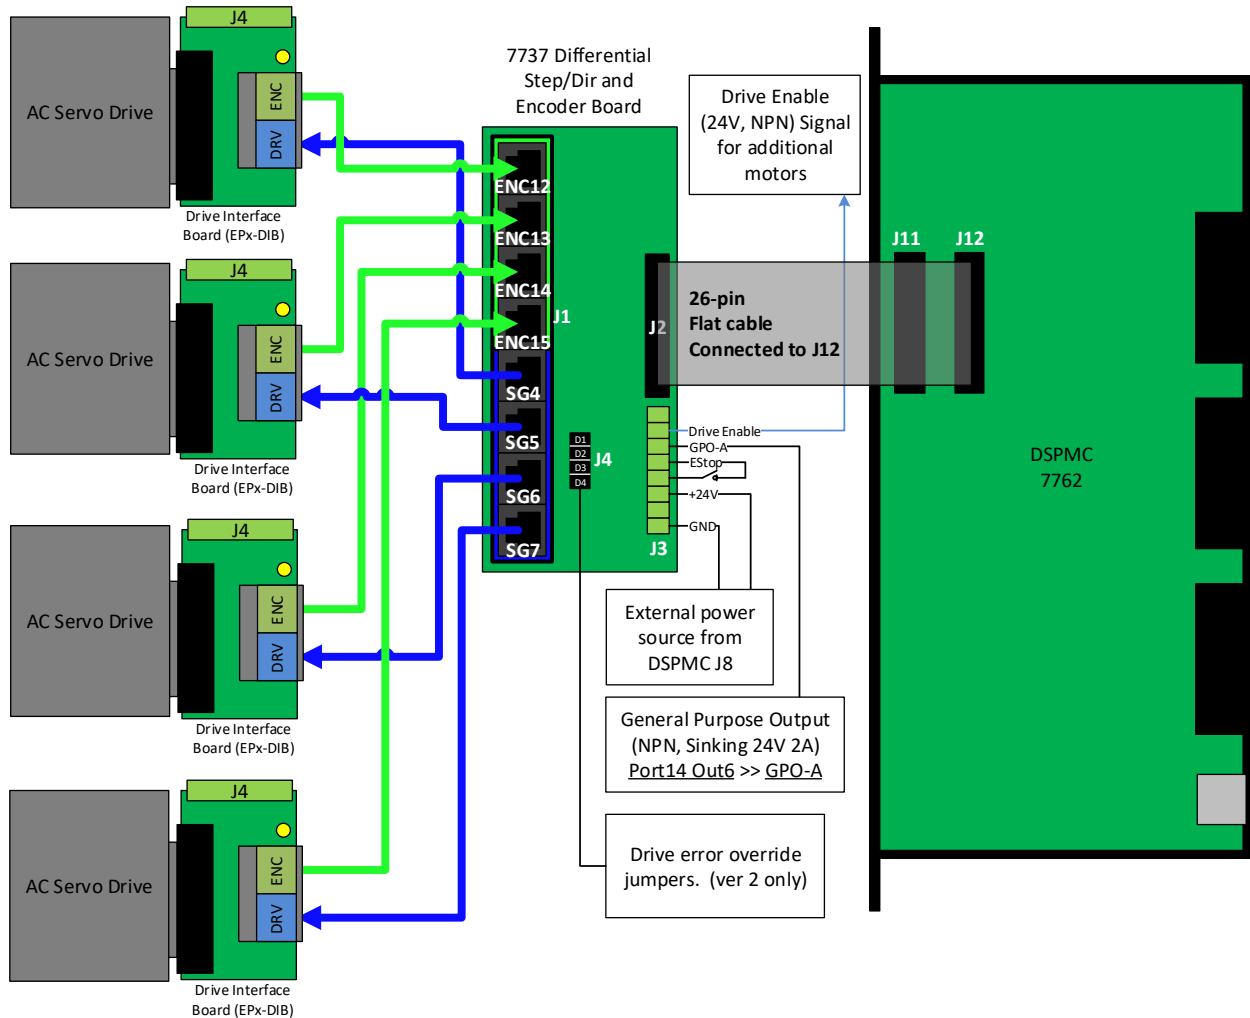 J4
AC Servo Drive
ENC
DRV
Drive Interface
Board (EPx-DIB)
J4
AC Servo Drive
ENC
DRV
Drive Interface
Board (EPx-DIB)
J4
AC Servo Drive
ENC
DRV
Drive Interface
Board (EPx-DIB)
J4
AC Servo Drive
ENC
DRV
Drive Interface
Board (EPx-DIB)
7737 Differential
Step/Dir and
Encoder Board
ENC12
ENC13
ENC14
ENC15
SG4
SG5
SG6
SG7
J1
J2
D1
D2
D3
D4
J4
J3
Drive Enable
GPO-A
EStop
+24V
GND
Drive Enable
(24V, NPN) Signal
for additional
motors
26-pin
Flat cable
Connected to J12
J11
J12
DSPMC
7762
External power
source from
DSPMC J8
General Purpose Output
(NPN, Sinking 24V 2A)
Port14 Out6 >> GPO-A
Drive error override
jumpers. (ver 2 only)